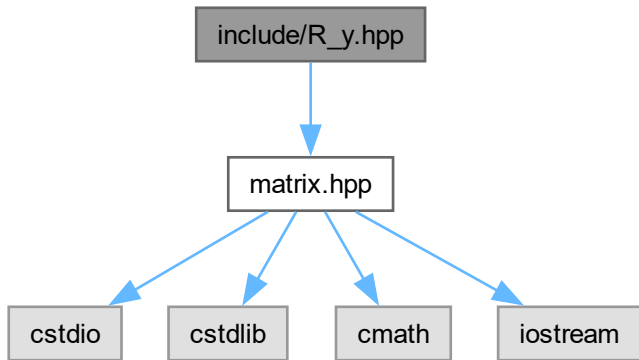 include/R_y.hpp
matrix.hpp
cstdio
cstdlib
cmath
iostream